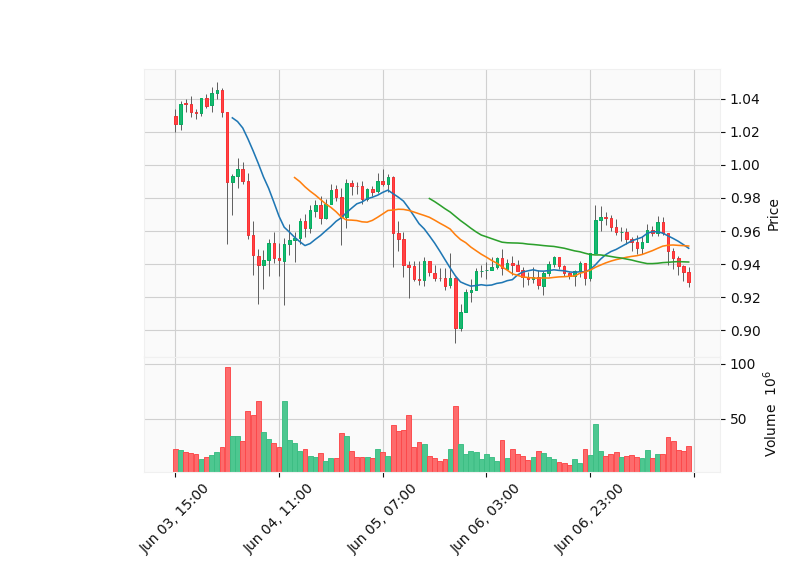 1.04
1.02
1.00
0.98
0.96
0.94
0.92
0.90
Price
100
50
Volume 10^6
Jun 03, 15:00
Jun 04, 11:00
Jun 05, 07:00
Jun 06, 03:00
Jun 06, 23:00